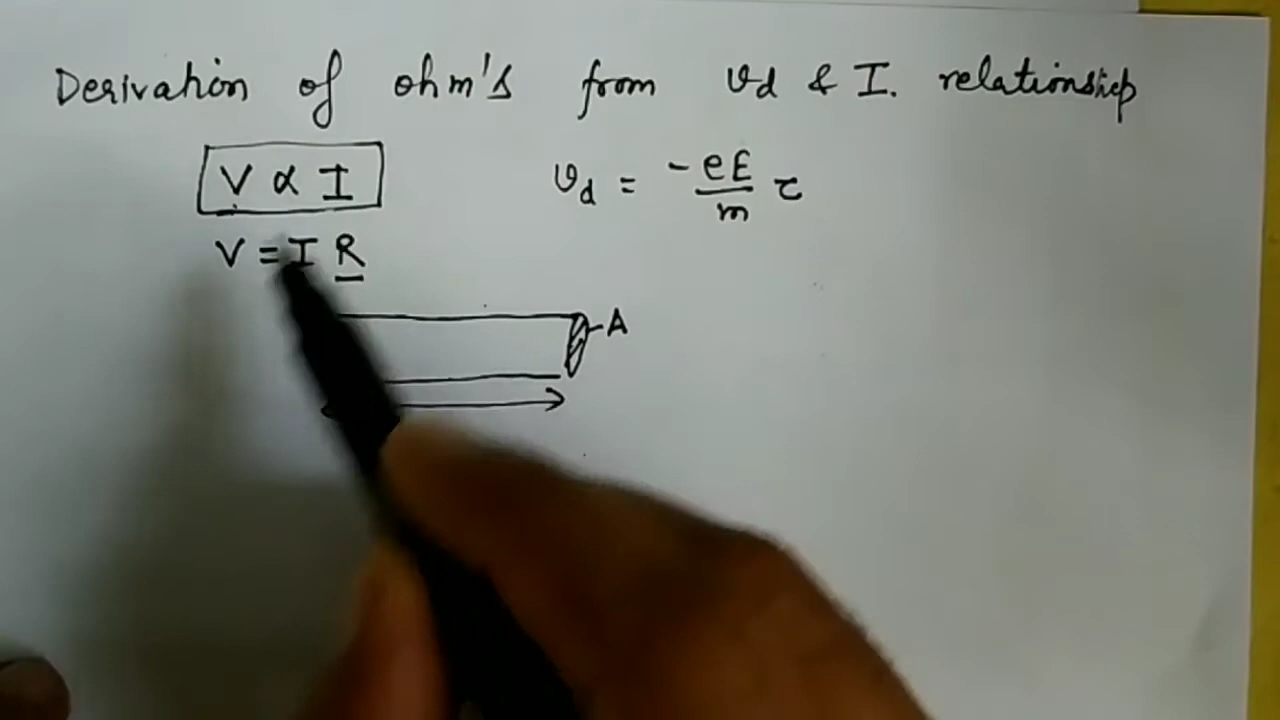 Derivation of ohm's from vd & I. relationship
V ∝ I
vd = -eE/m τ
V = I R
A